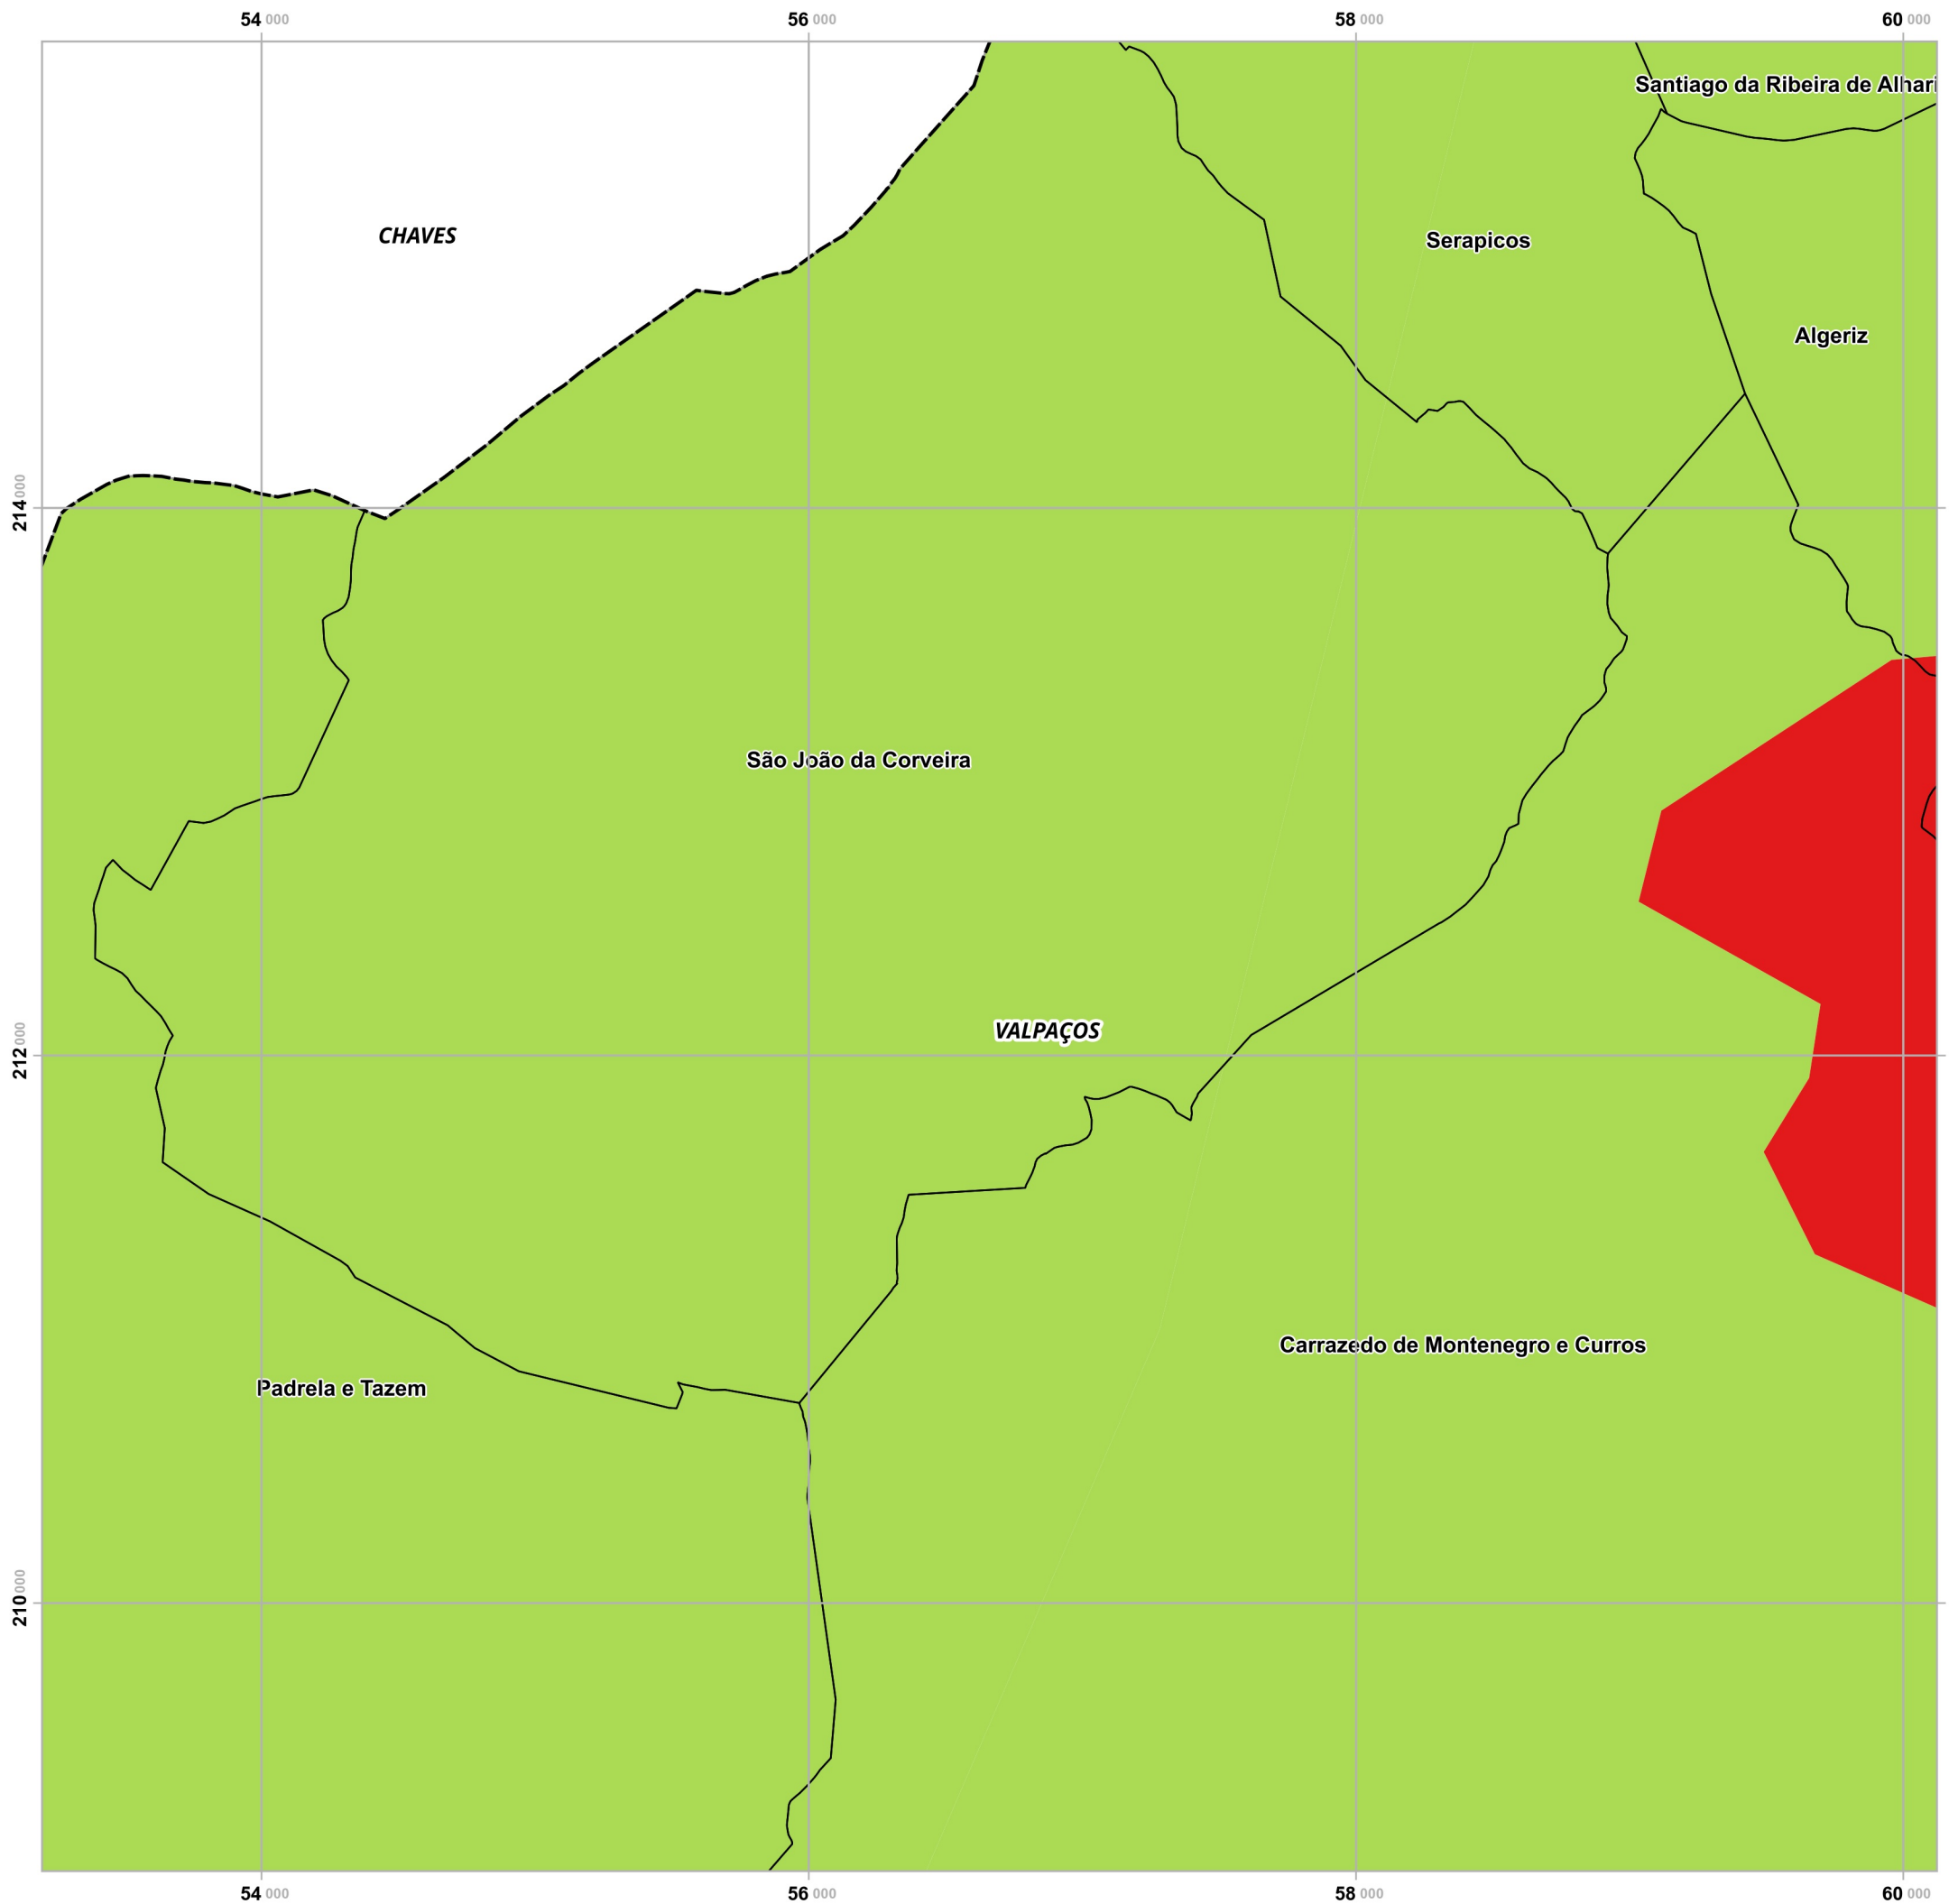 54 000 56 000 58 000 60 000
Santiago da Ribeira de Alhari
CHAVES
Serapicos
Algeriz
214 000
São João da Corveira
VALPAÇOS
212 000
Carrazedo de Montenegro e Curros
Padrela e Tazem
210 000
54 000 56 000 58 000 60 000